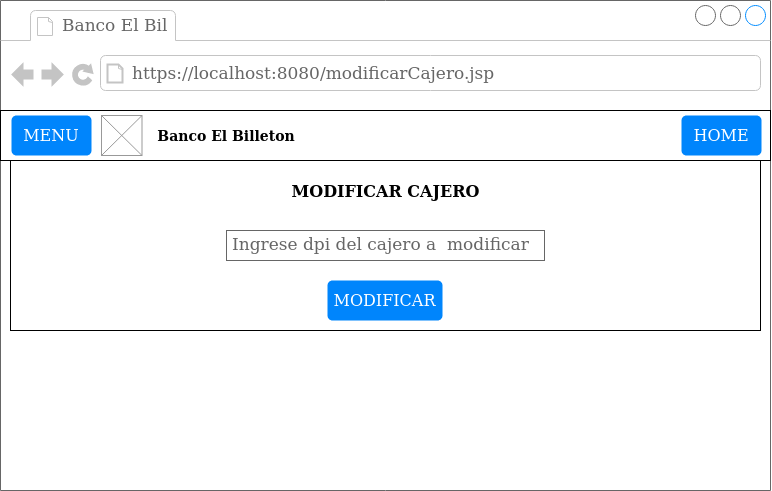 Banco El Bil
https://localhost:8080/modificarCajero.jsp
MENU
Banco El Billeton
HOME
MODIFICAR CAJERO
Ingrese dpi del cajero a  modificar
MODIFICAR